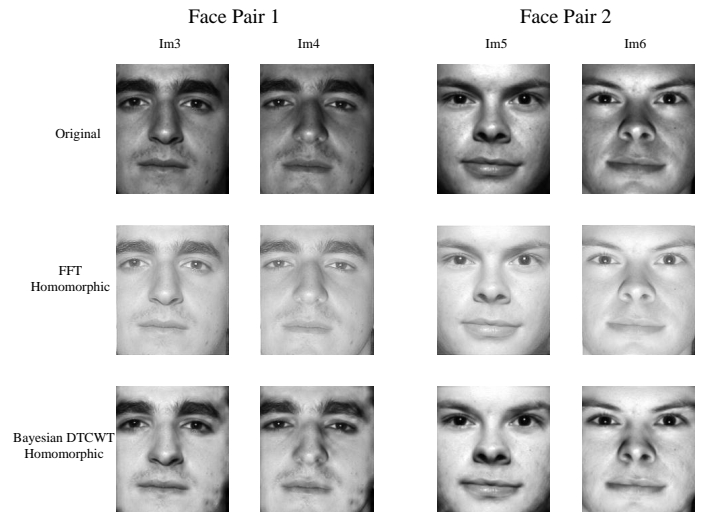 Face Pair 1
Face Pair 2
Im3
Im4
Im5
Im6
Original
FFT
Homomorphic
Bayesian DTCWT
Homomorphic